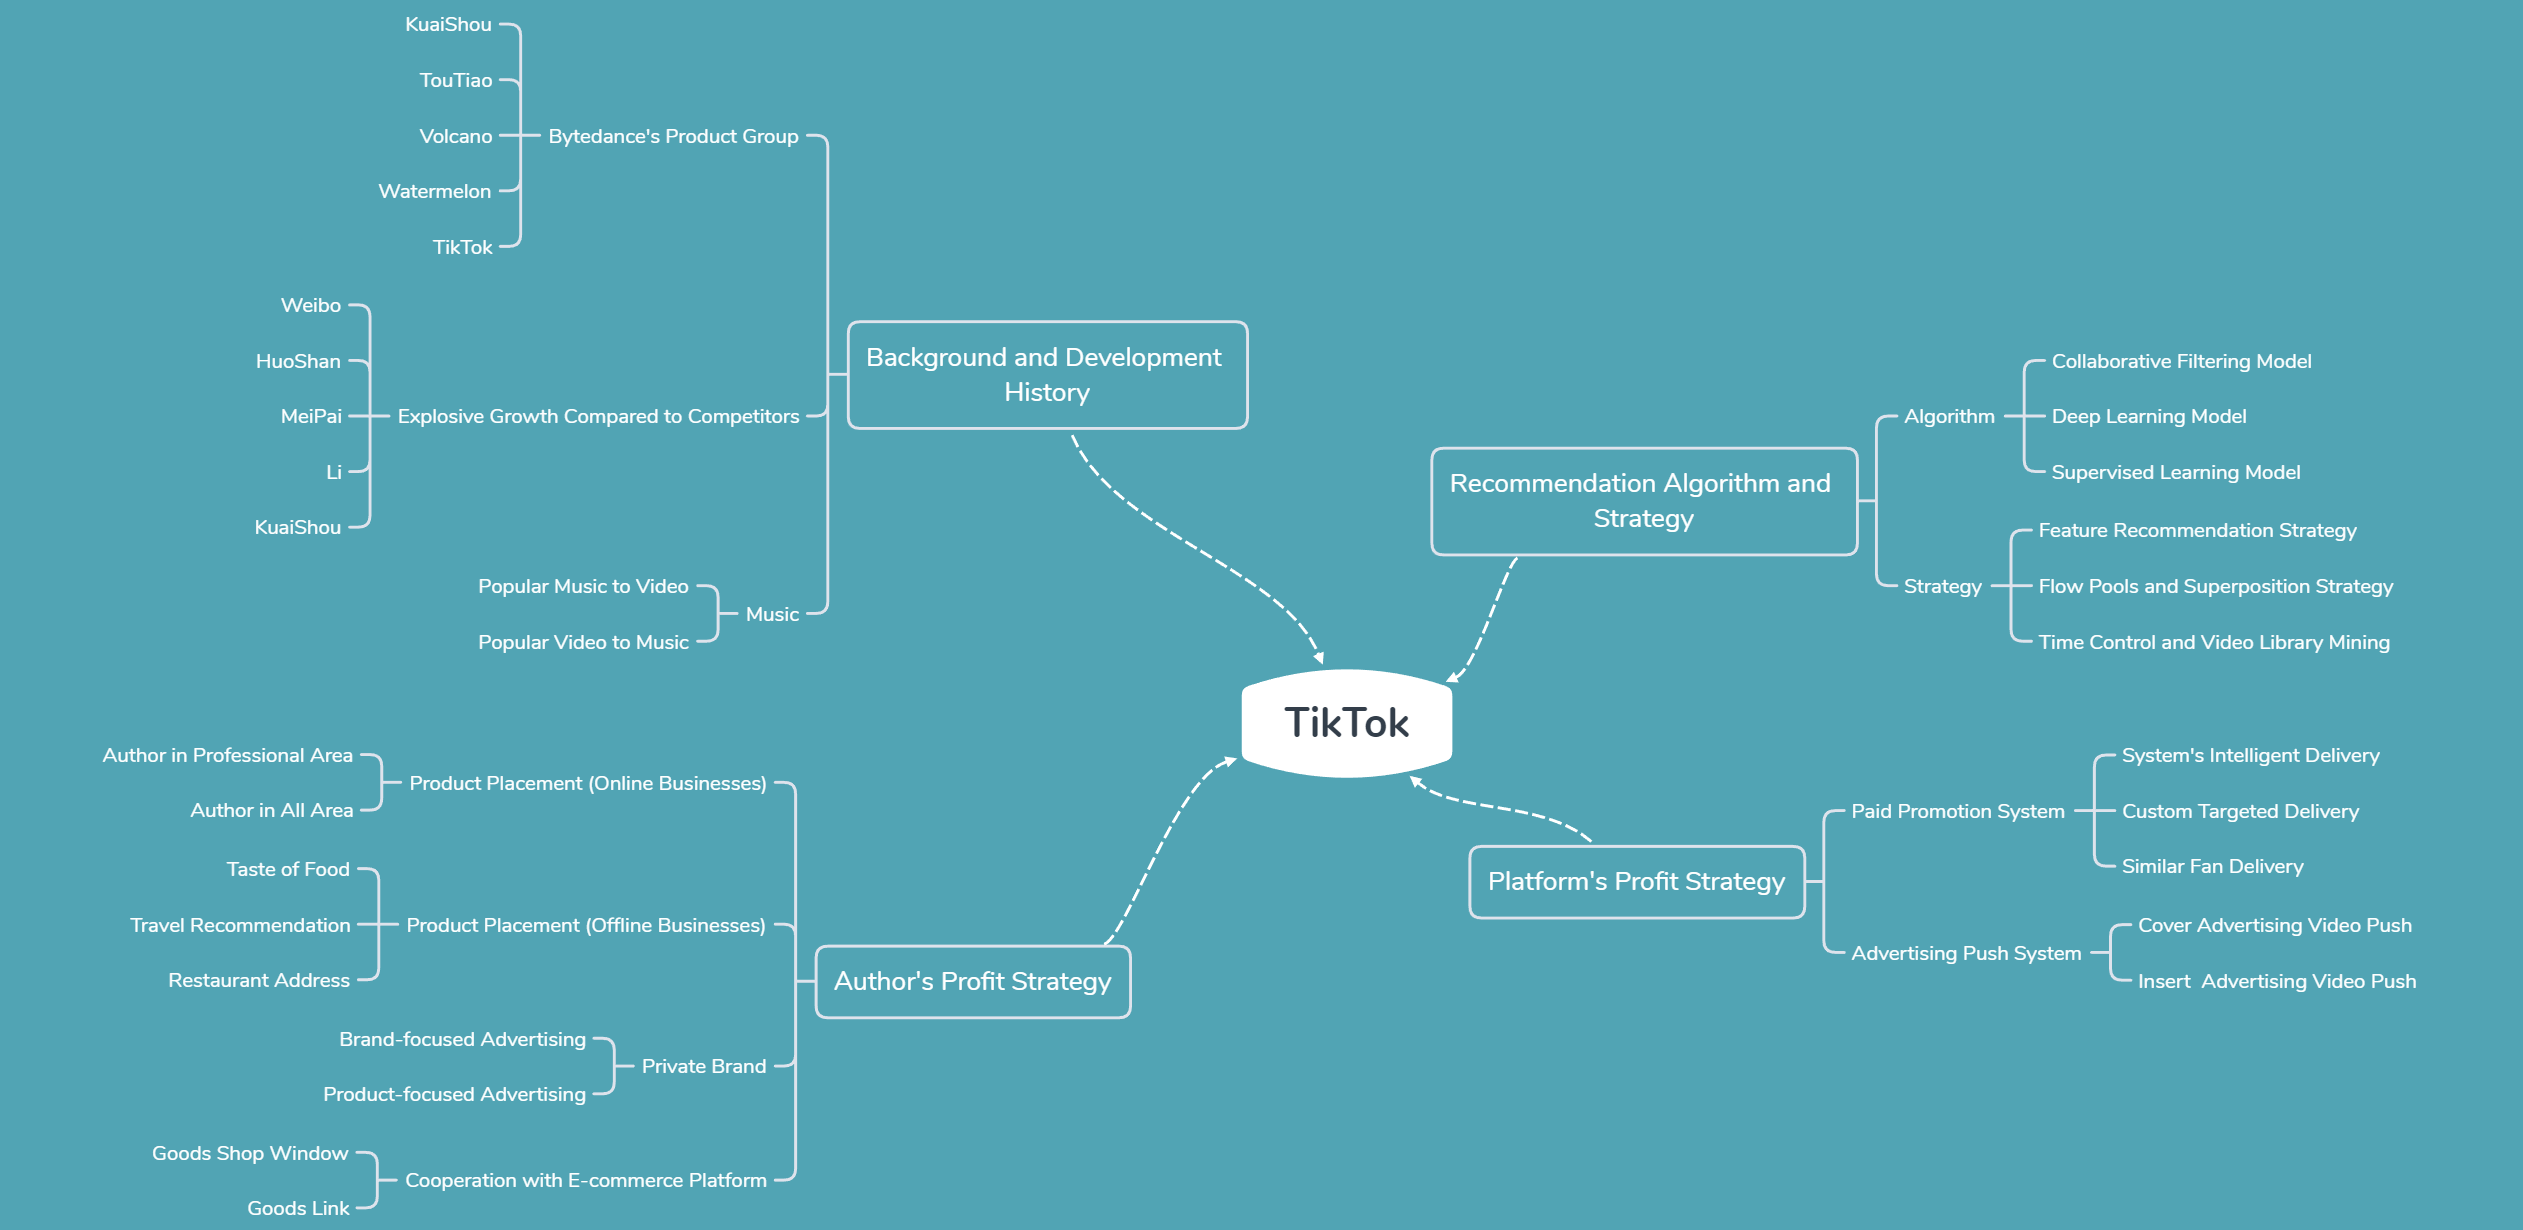 TikTok
Background and Development
History
Bytedance's Product Group
KuaiShou
TouTiao
Volcano
Watermelon
TikTok
Explosive Growth Compared to Competitors
Weibo
HuoShan
MeiPai
Li
KuaiShou
Music
Popular Music to Video
Popular Video to Music
Recommendation Algorithm and
Strategy
Algorithm
Collaborative Filtering Model
Deep Learning Model
Supervised Learning Model
Strategy
Feature Recommendation Strategy
Flow Pools and Superposition Strategy
Time Control and Video Library Mining
Author's Profit Strategy
Product Placement (Online Businesses)
Author in Professional Area
Author in All Area
Product Placement (Offline Businesses)
Taste of Food
Travel Recommendation
Restaurant Address
Private Brand
Brand-focused Advertising
Product-focused Advertising
Cooperation with E-commerce Platform
Goods Shop Window
Goods Link
Platform's Profit Strategy
Paid Promotion System
System's Intelligent Delivery
Custom Targeted Delivery
Similar Fan Delivery
Advertising Push System
Cover Advertising Video Push
Insert  Advertising Video Push